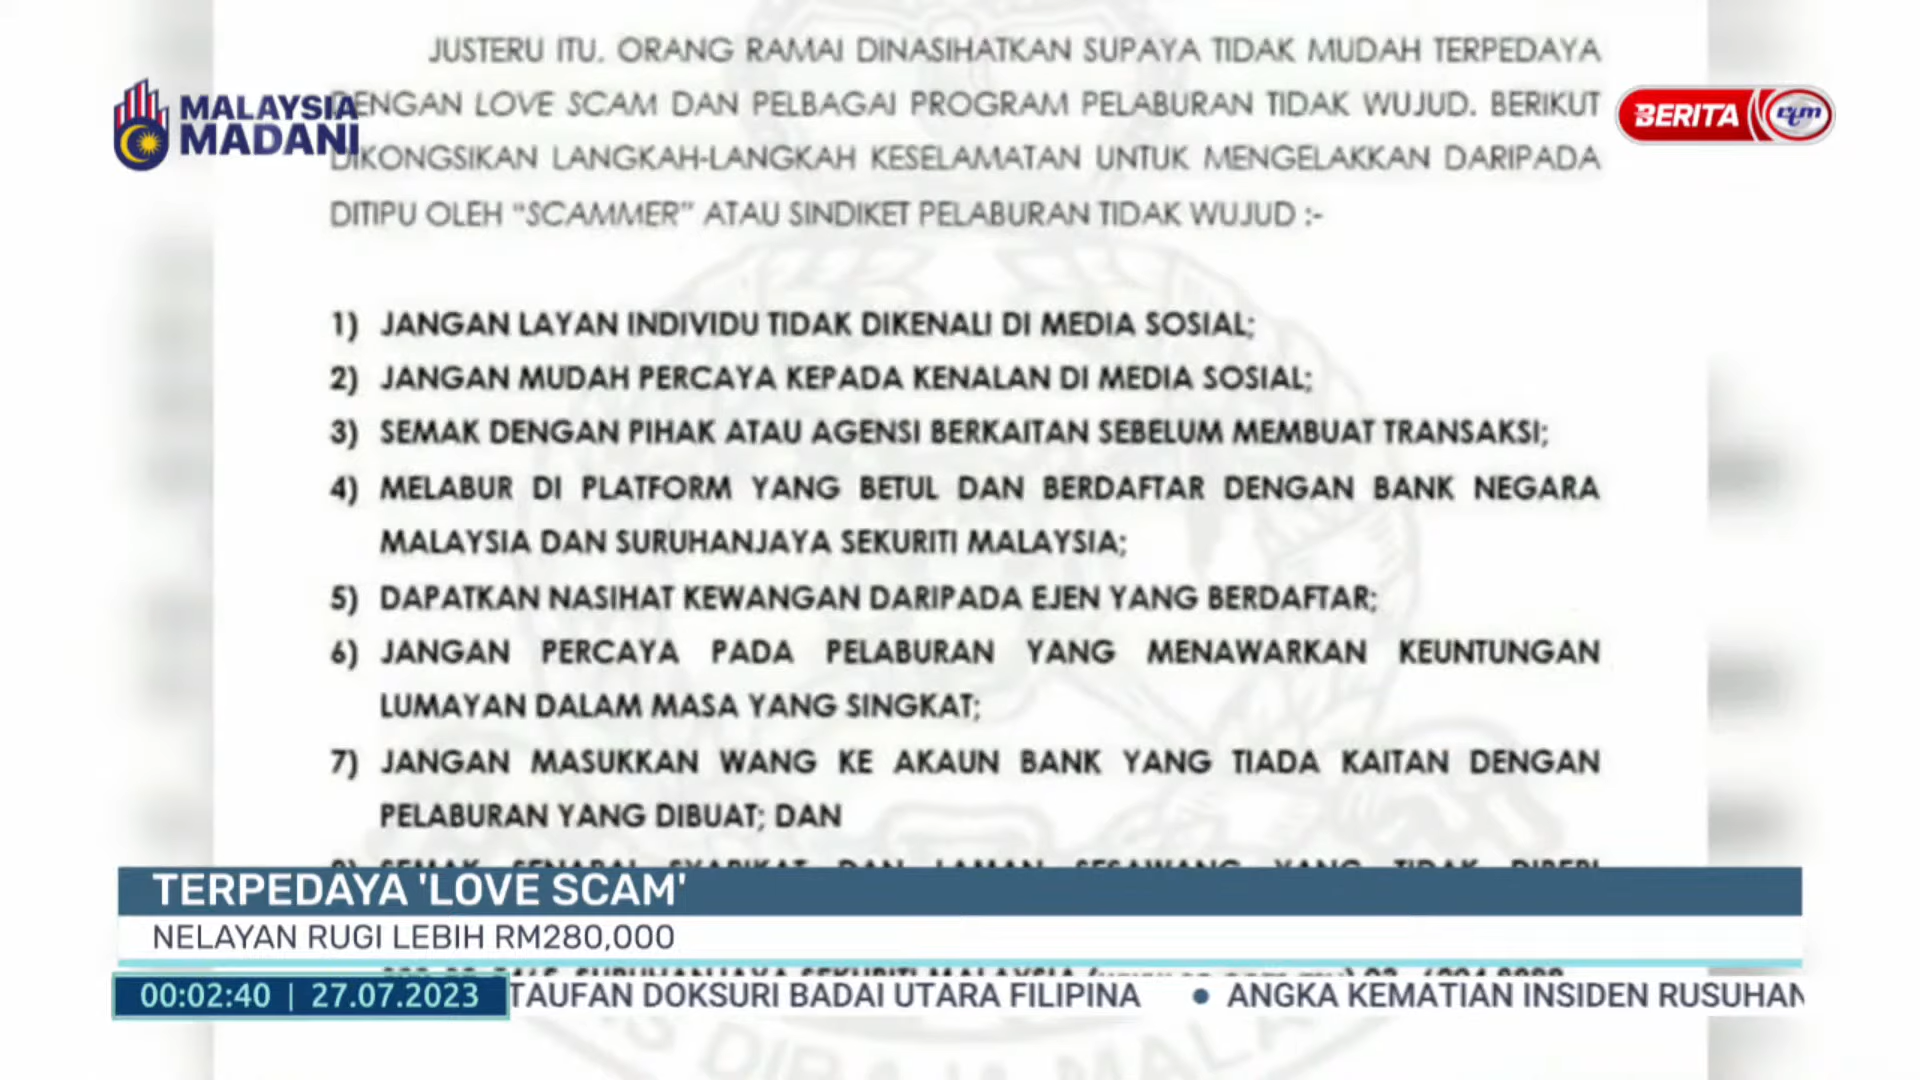 JUSTERU ITU. ORANG RAMAI DINASIHATKAN SUPAYA TIDAK MUDAH TERPEDAYA
DENGAN LOVE SCAM DAN PELBAGAI PROGRAM PELABURAN TIDAK WUJUD. BERIKUT
DIKONGSIKAN LANGKAH-LANGKAH KESELAMATAN UNTUK MENGELAKKAN DARIPADA
DITIPU OLEH "SCAMMER" ATAU SINDIKET PELABURAN TIDAK WUJUD :-
MALAYSIA
MADANI
BERITA rtm
1) JANGAN LAYAN INDIVIDU TIDAK DIKENALI DI MEDIA SOSIAL;
2) JANGAN MUDAH PERCAYA KEPADA KENALAN DI MEDIA SOSIAL;
3) SEMAK DENGAN PIHAK ATAU AGENSI BERKAITAN SEBELUM MEMBUAT TRANSAKSI;
4) MELABUR DI PLATFORM YANG BETUL DAN BERDAFTAR DENGAN BANK NEGARA
MALAYSIA DAN SURUHANJAYA SEKURITI MALAYSIA;
5) DAPATKAN NASIHAT KEWANGAN DARIPADA EJEN YANG BERDAFTAR;
6) JANGAN PERCAYA PADA PELABURAN YANG MENAWARKAN KEUNTUNGAN
LUMAYAN DALAM MASA YANG SINGKAT;
7) JANGAN MASUKKAN WANG KE AKAUN BANK YANG TIADA KAITAN DENGAN
PELABURAN YANG DIBUAT; DAN
TERPEDAYA 'LOVE SCAM'
NELAYAN RUGI LEBIH RM280,000
00:02:40 | 27.07.2023 TAUFAN DOKSURI BADAI UTARA FILIPINA • ANGKA KEMATIAN INSIDEN RUSUHAN